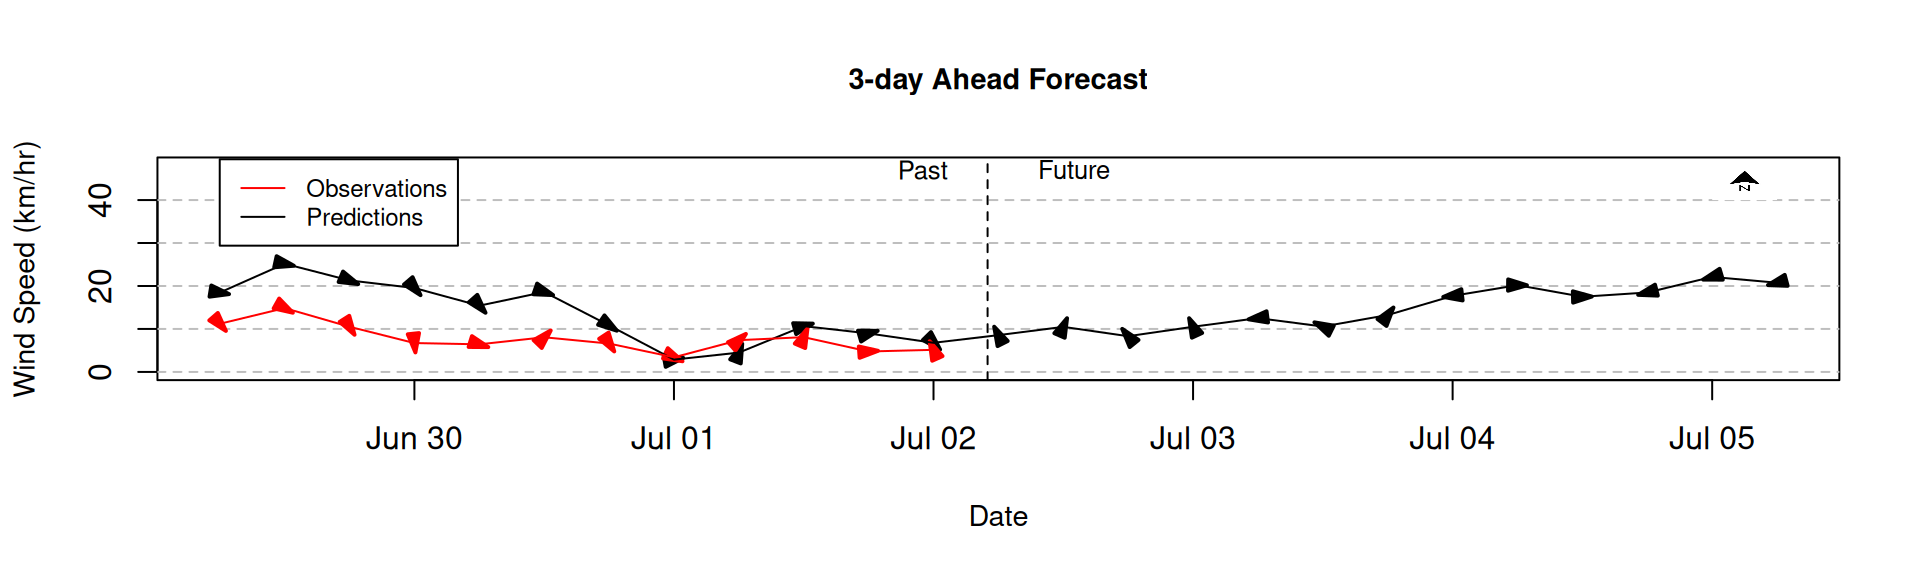 3-day Ahead Forecast
Wind Speed (km/hr)
40
20
0
Observations
Predictions
Past
Future
N
Jun 30
Jul 01
Jul 02
Jul 03
Jul 04
Jul 05
Date